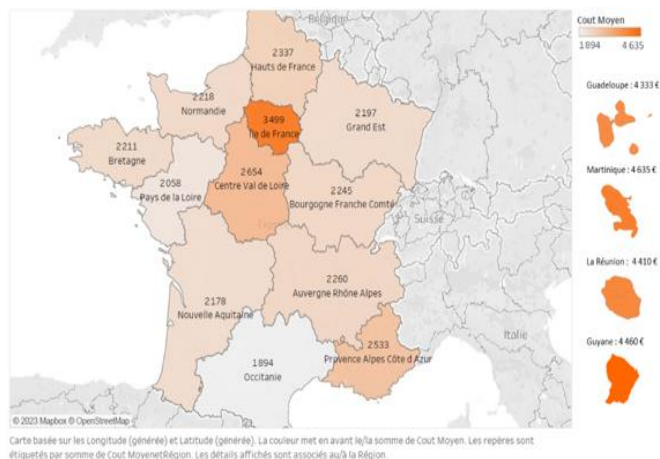 Belgique
Cout Moyen
1 894 4 635
2337
Hauts de France
Guadeloupe : 4 333 €
2218
Normandie
3499
Île de France
2197
Grand Est
2211
Bretagne
Martinique : 4 635 €
2654
Centre Val de Loire
2058
Pays de la Loire
2245
Bourgogne Franche Comté
Suisse
La Réunion : 4 410 €
2260
Auvergne Rhône Alpes
2178
Nouvelle Aquitaine
Italie
Guyane : 4 460 €
2533
Provence Alpes Côte d Azur
1894
Occitanie
© 2023 Mapbox © OpenStreetMap
Carte basée sur les Longitude (générée) et Latitude (générée). La couleur met en avant le/la somme de Cout Moyen. Les repères sont
étiquetés par somme de Cout MoyenetRégion. Les détails affichés sont associés au/à la Région.